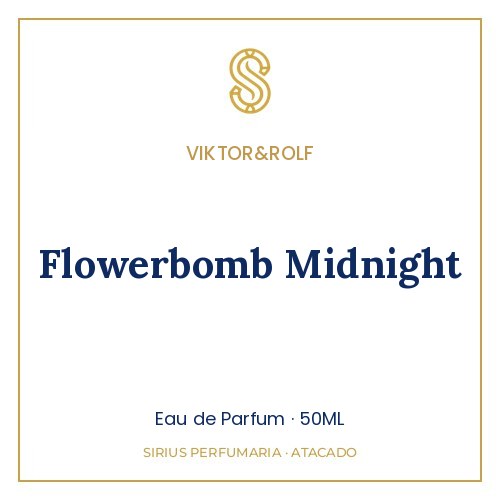 VIKTOR&ROLF
Flowerbomb Midnight
Eau de Parfum · 50ML
SIRIUS PERFUMARIA · ATACADO